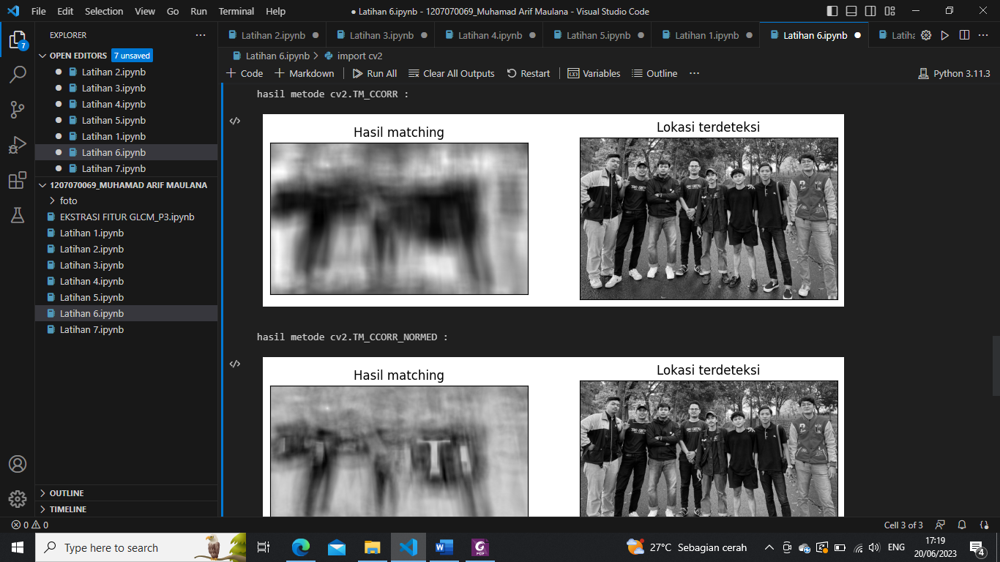 File Edit Selection View Go Run Terminal Help
● Latihan 6.ipynb - 1207070069_Muhamad Arif Maulana - Visual Studio Code
EXPLORER
Latihan 2.ipynb
Latihan 3.ipynb
Latihan 4.ipynb
Latihan 5.ipynb
Latihan 1.ipynb
Latihan 6.ipynb
Latiha
OPEN EDITORS 7 unsaved
Latihan 2.ipynb
Latihan 3.ipynb
Latihan 4.ipynb
Latihan 5.ipynb
Latihan 1.ipynb
Latihan 6.ipynb
Latihan 7.ipynb
7
1207070069_MUHAMAD ARIF MAULANA
foto
EKSTRASI FITUR GLCM_P3.ipynb
Latihan 1.ipynb
Latihan 2.ipynb
Latihan 3.ipynb
Latihan 4.ipynb
Latihan 5.ipynb
Latihan 6.ipynb
Latihan 7.ipynb
OUTLINE
TIMELINE
Latihan 6.ipynb > import cv2
+ Code + Markdown Run All Clear All Outputs Restart Variables Outline ... Python 3.11.3
hasil metode cv2.TM_CCORR :
Hasil matching
Lokasi terdeteksi
hasil metode cv2.TM_CCORR_NORMED :
Hasil matching
Lokasi terdeteksi
0 0 Cell 3 of 3
Type here to search
27°C Sebagian cerah
ENG
17:19
20/06/2023
4